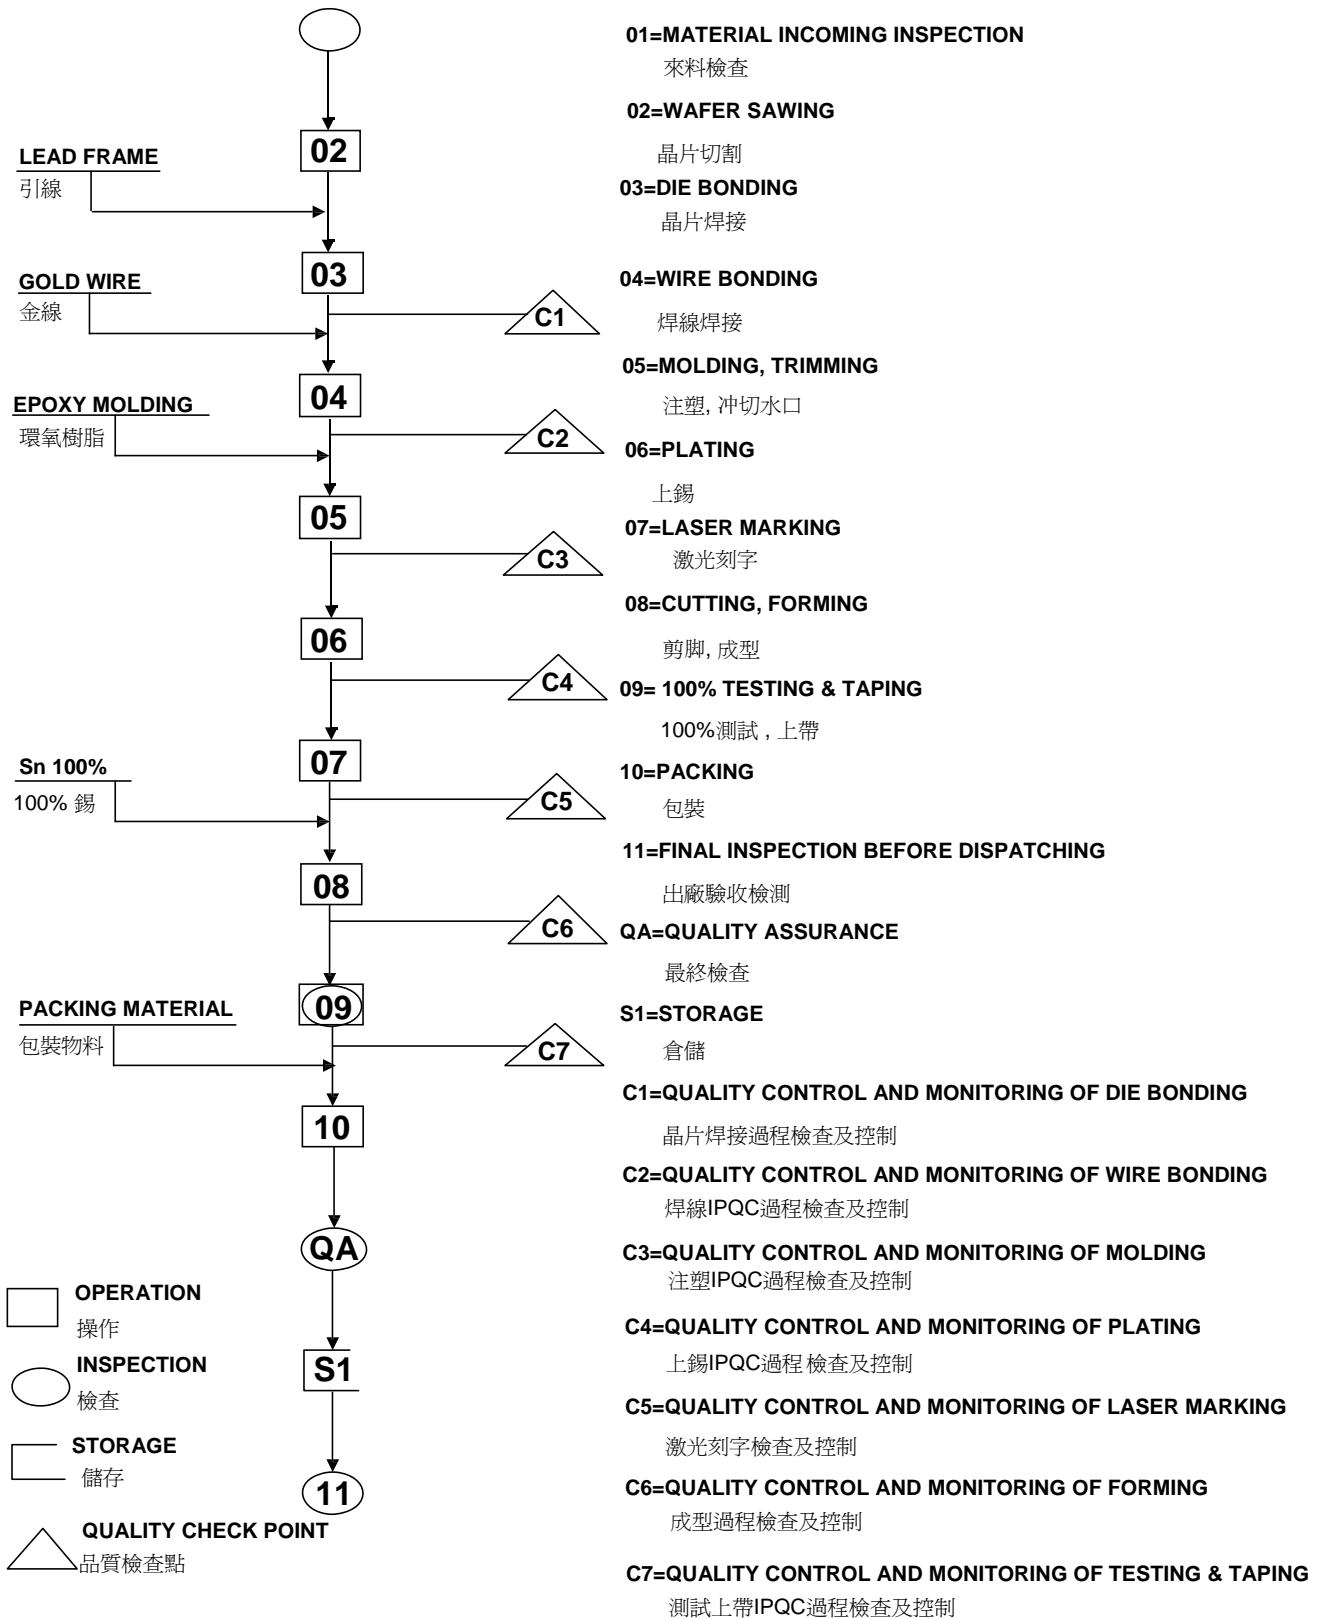 01=MATERIAL INCOMING INSPECTION
來料檢查
02=WAFER SAWING
晶片切割
03=DIE BONDING
晶片焊接
04=WIRE BONDING
焊線焊接
05=MOLDING, TRIMMING
注塑, 冲切水口
06=PLATING
上錫
07=LASER MARKING
激光刻字
08=CUTTING, FORMING
剪脚, 成型
09= 100% TESTING & TAPING
100%測試 , 上帶
10=PACKING
包裝
11=FINAL INSPECTION BEFORE DISPATCHING
出廠驗收檢測
QA=QUALITY ASSURANCE
最終檢查
S1=STORAGE
倉儲
C1=QUALITY CONTROL AND MONITORING OF DIE BONDING
晶片焊接過程檢查及控制
C2=QUALITY CONTROL AND MONITORING OF WIRE BONDING
焊線IPQC過程檢查及控制
C3=QUALITY CONTROL AND MONITORING OF MOLDING
注塑IPQC過程檢查及控制
C4=QUALITY CONTROL AND MONITORING OF PLATING
上錫IPQC過程 檢查及控制
C5=QUALITY CONTROL AND MONITORING OF LASER MARKING
激光刻字檢查及控制
C6=QUALITY CONTROL AND MONITORING OF FORMING
成型過程檢查及控制
C7=QUALITY CONTROL AND MONITORING OF TESTING & TAPING
測試上帶IPQC過程檢查及控制
02
LEAD FRAME
引線
03
GOLD WIRE
金線
C1
04
EPOXY MOLDING
環氧樹脂
C2
05
C3
06
C4
07
Sn 100%
100% 錫
C5
08
C6
09
PACKING MATERIAL
包裝物料
C7
10
QA
S1
11
OPERATION
操作
INSPECTION
檢查
STORAGE
儲存
QUALITY CHECK POINT
品質檢查點